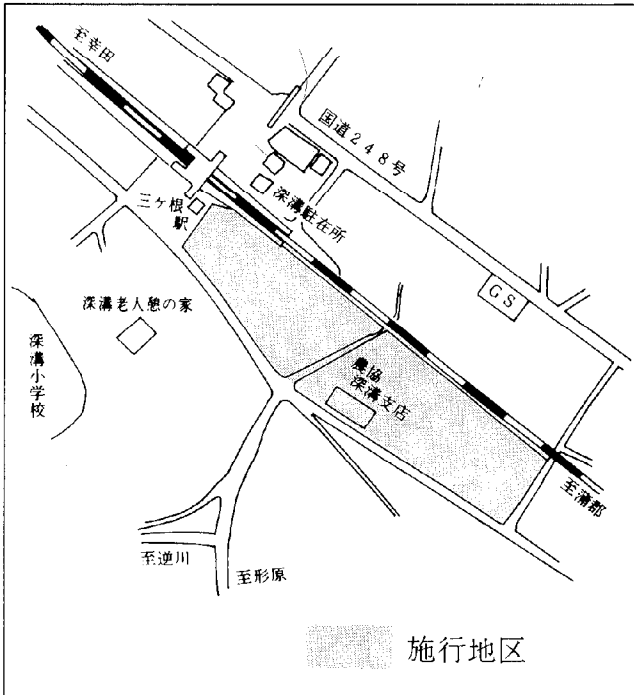 至幸田
国道248号
三ヶ根
駅
深溝駐在所
GS
深溝老人憩の家
深溝小学校
農協
深溝支店
至蒲郡
至逆川
至形原
施行地区